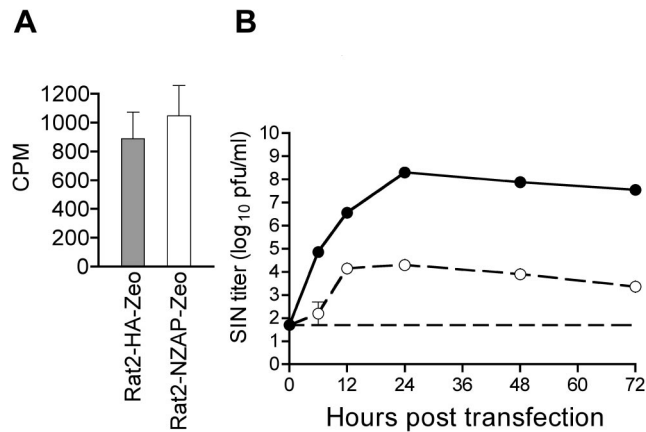 A
B
CPM
1200
1000
800
600
400
200
0
Rat2-HA-Zeo
Rat2-NZAP-Zeo
SIN titer (log10 pfu/ml)
10
9
8
7
6
5
4
3
2
1
0
0 12 24 36 48 60 72
Hours post transfection